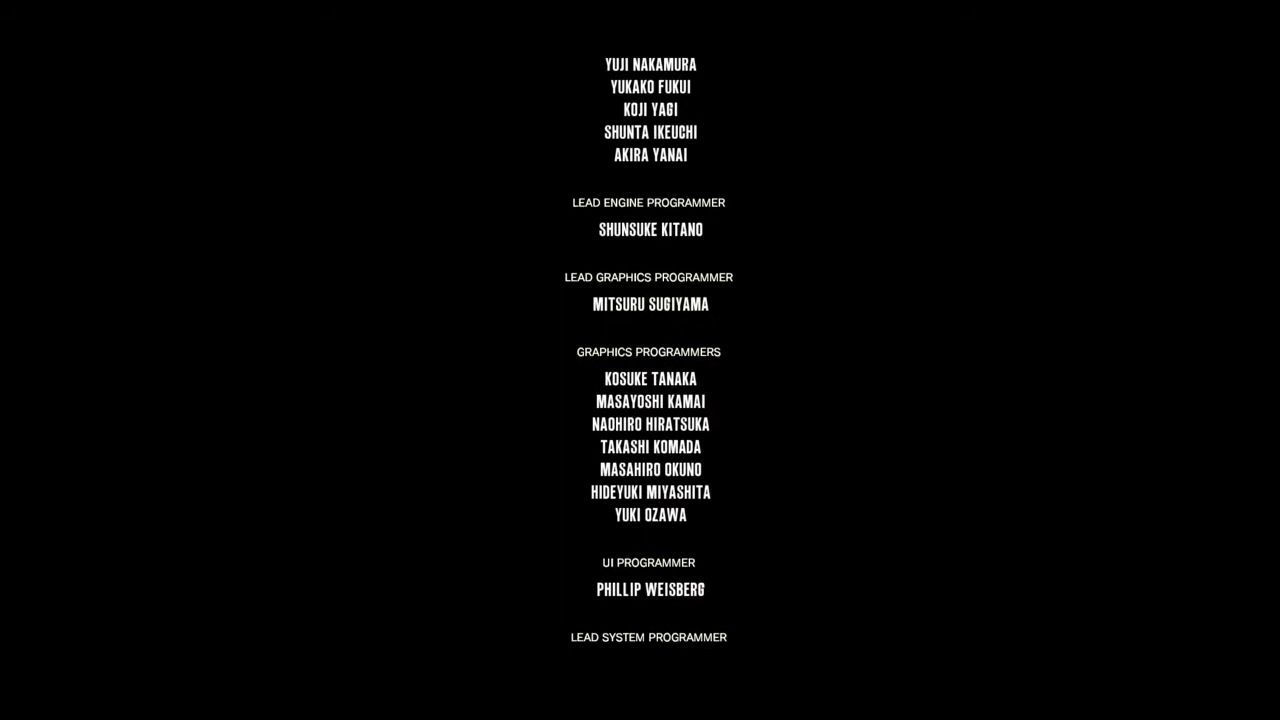 YUJI NAKAMURA
YUKAKO FUKUI
KOJI YAGI
SHUNTA IKEUCHI
AKIRA YANAI
LEAD ENGINE PROGRAMMER
SHUNSUKE KITANO
LEAD GRAPHICS PROGRAMMER
MITSURU SUGIYAMA
GRAPHICS PROGRAMMERS
KOSUKE TANAKA
MASAYOSHI KAMAI
NAOHIRO HIRATSUKA
TAKASHI KOMADA
MASAHIRO OKUNO
HIDEYUKI MIYASHITA
YUKI OZAWA
UI PROGRAMMER
PHILLIP WEISBERG
LEAD SYSTEM PROGRAMMER